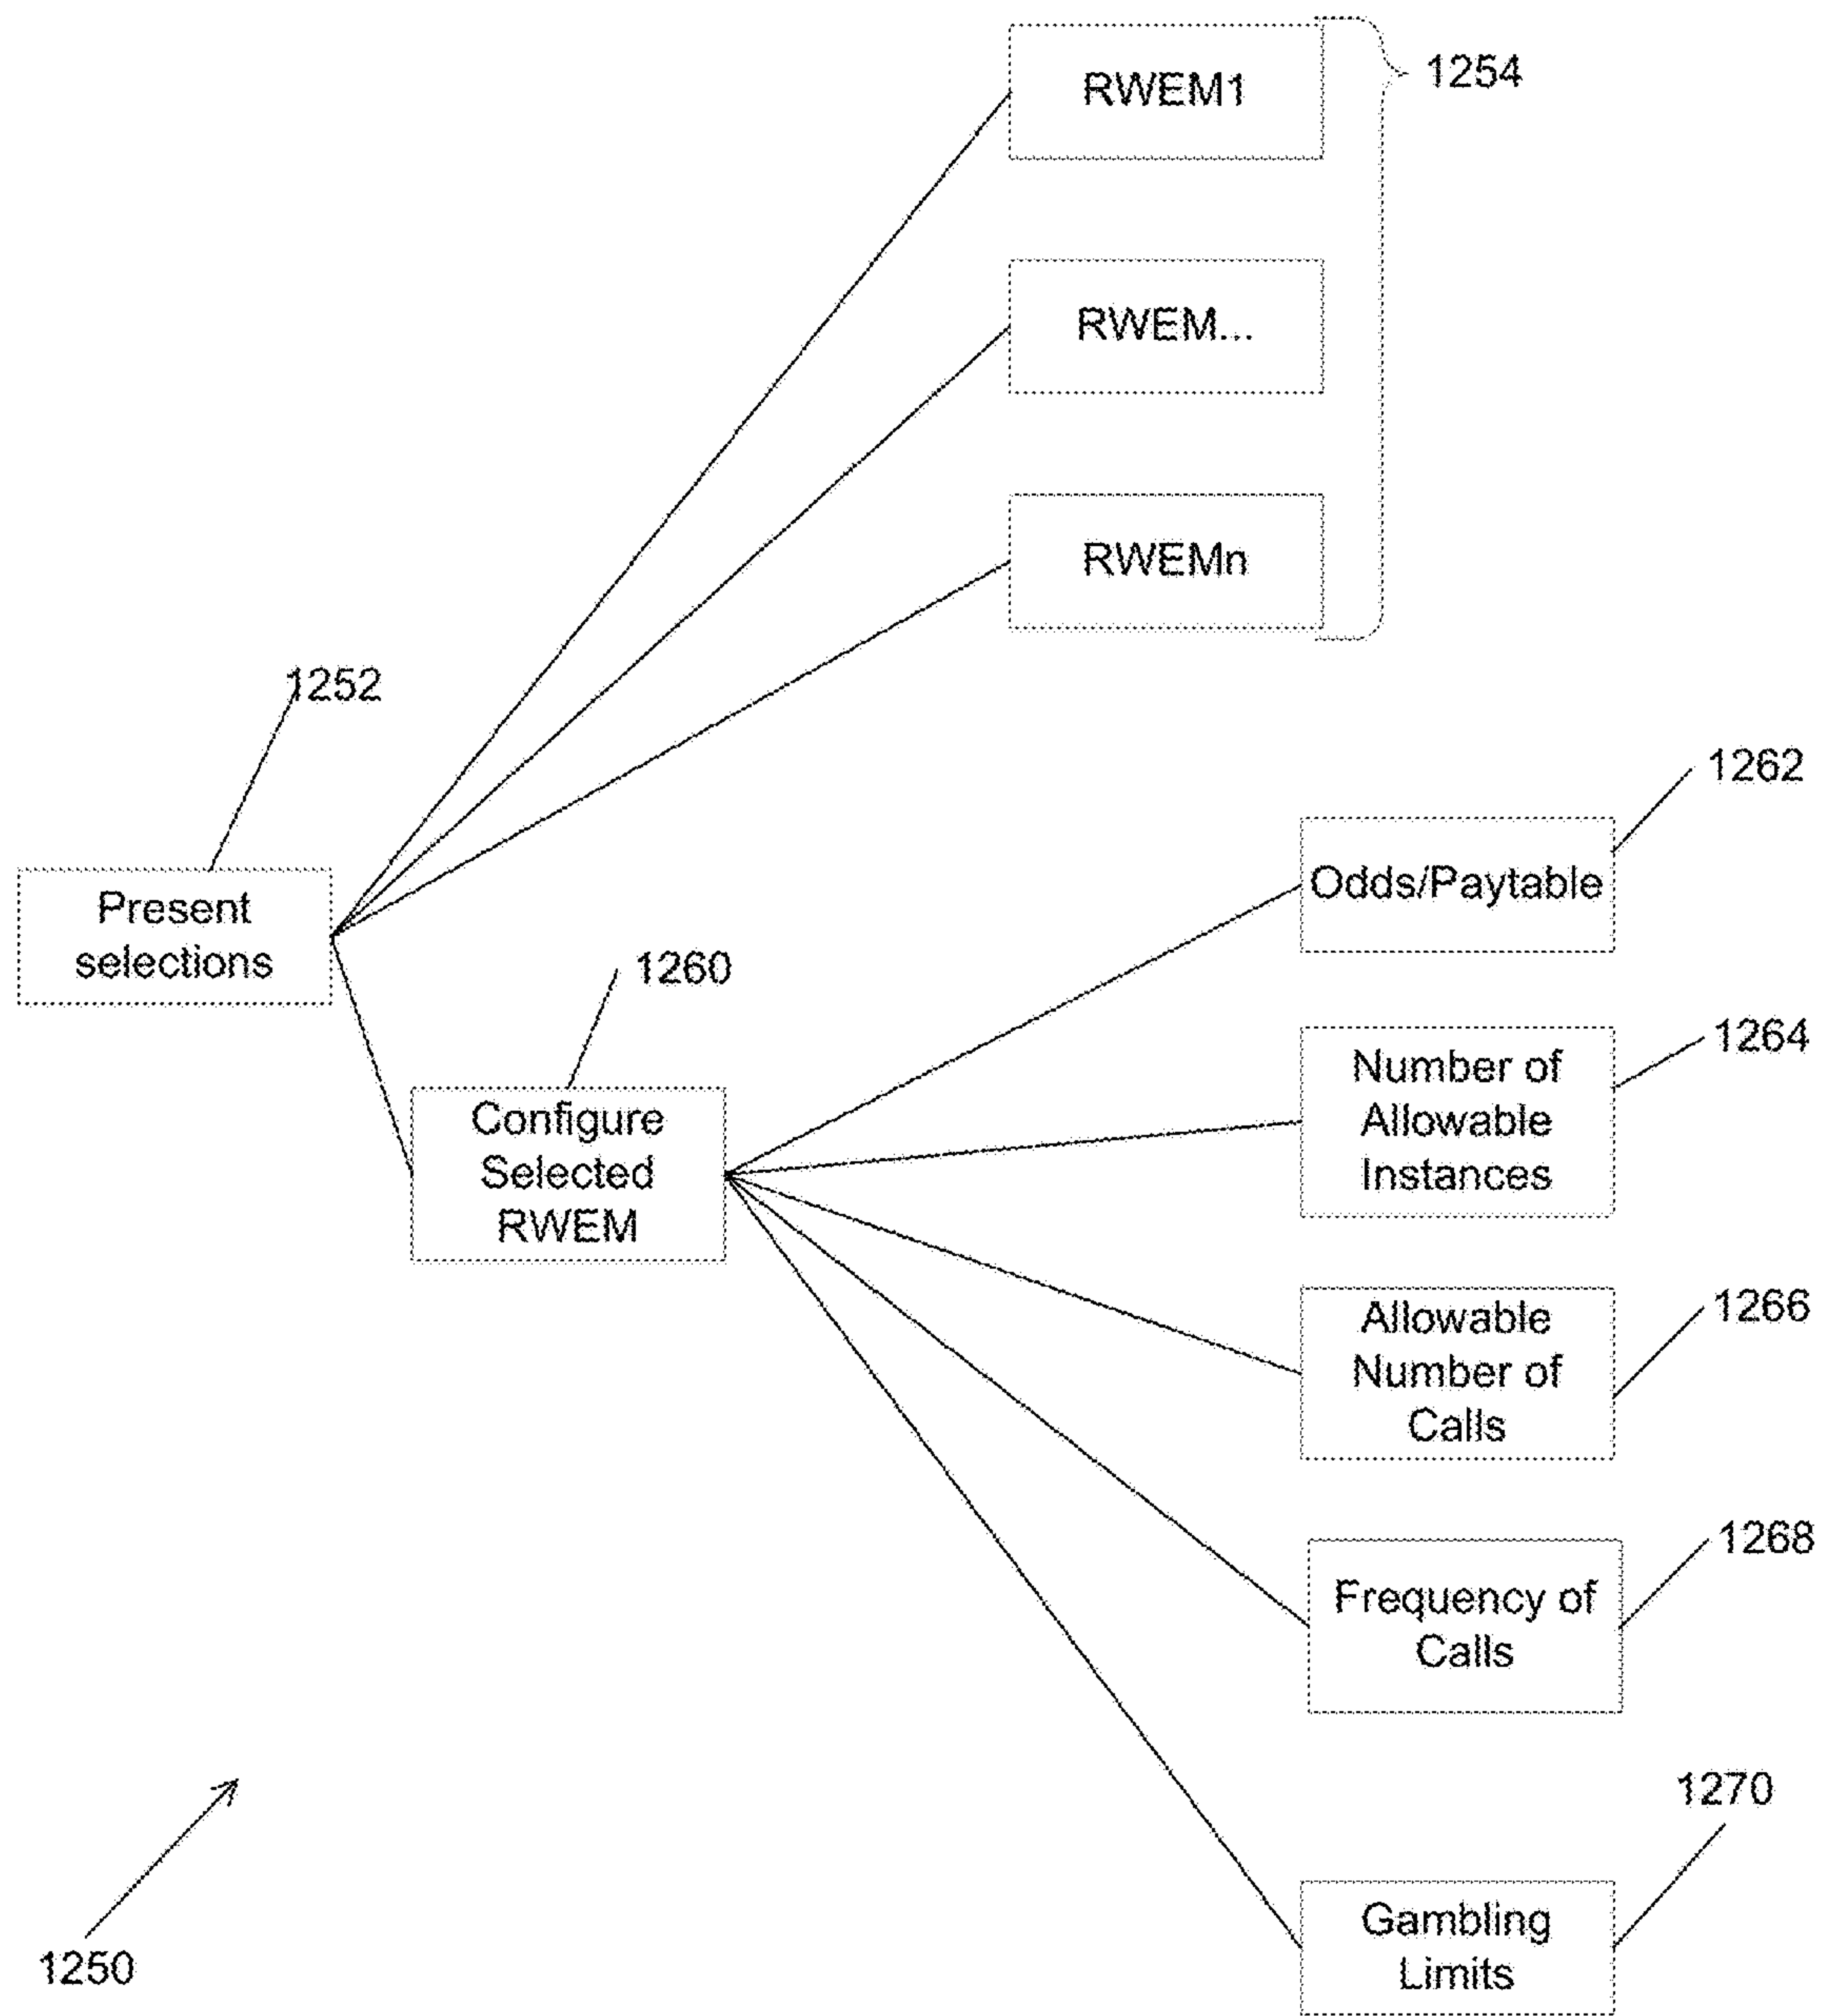 RWEM1
1254
RWEM...
RWEMn
1252
Present
selections
1260
Configure
Selected
RWEM
1262
Odds/Paytable
1264
Number of
Allowable
Instances
1266
Allowable
Number of
Calls
1268
Frequency of
Calls
1270
Gambling
Limits
1250